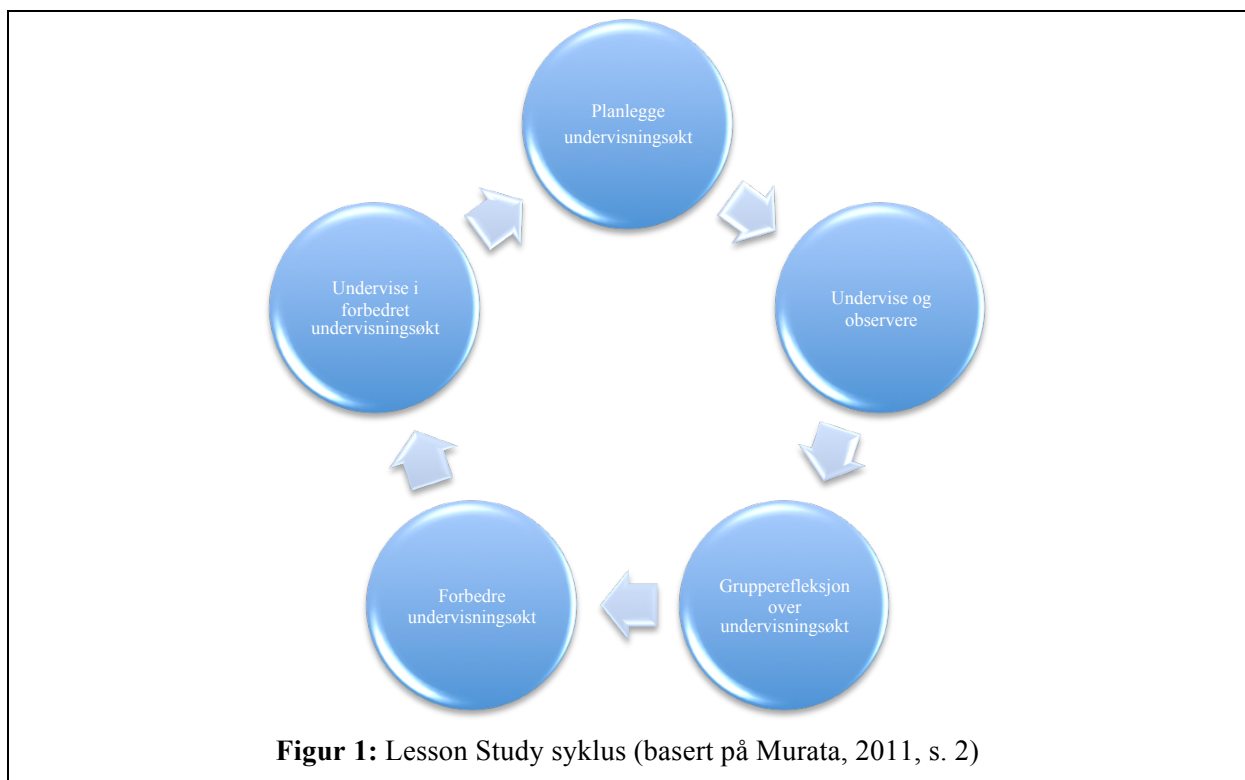 Planlegge
undervisningsøkt
Undervise og
observere
Grupperefleksjon
over
undervisningsøkt
Forbedre
undervisningsøkt
Undervise i
forbedret
undervisningsøkt
Figur 1: Lesson Study syklus (basert på Murata, 2011, s. 2)